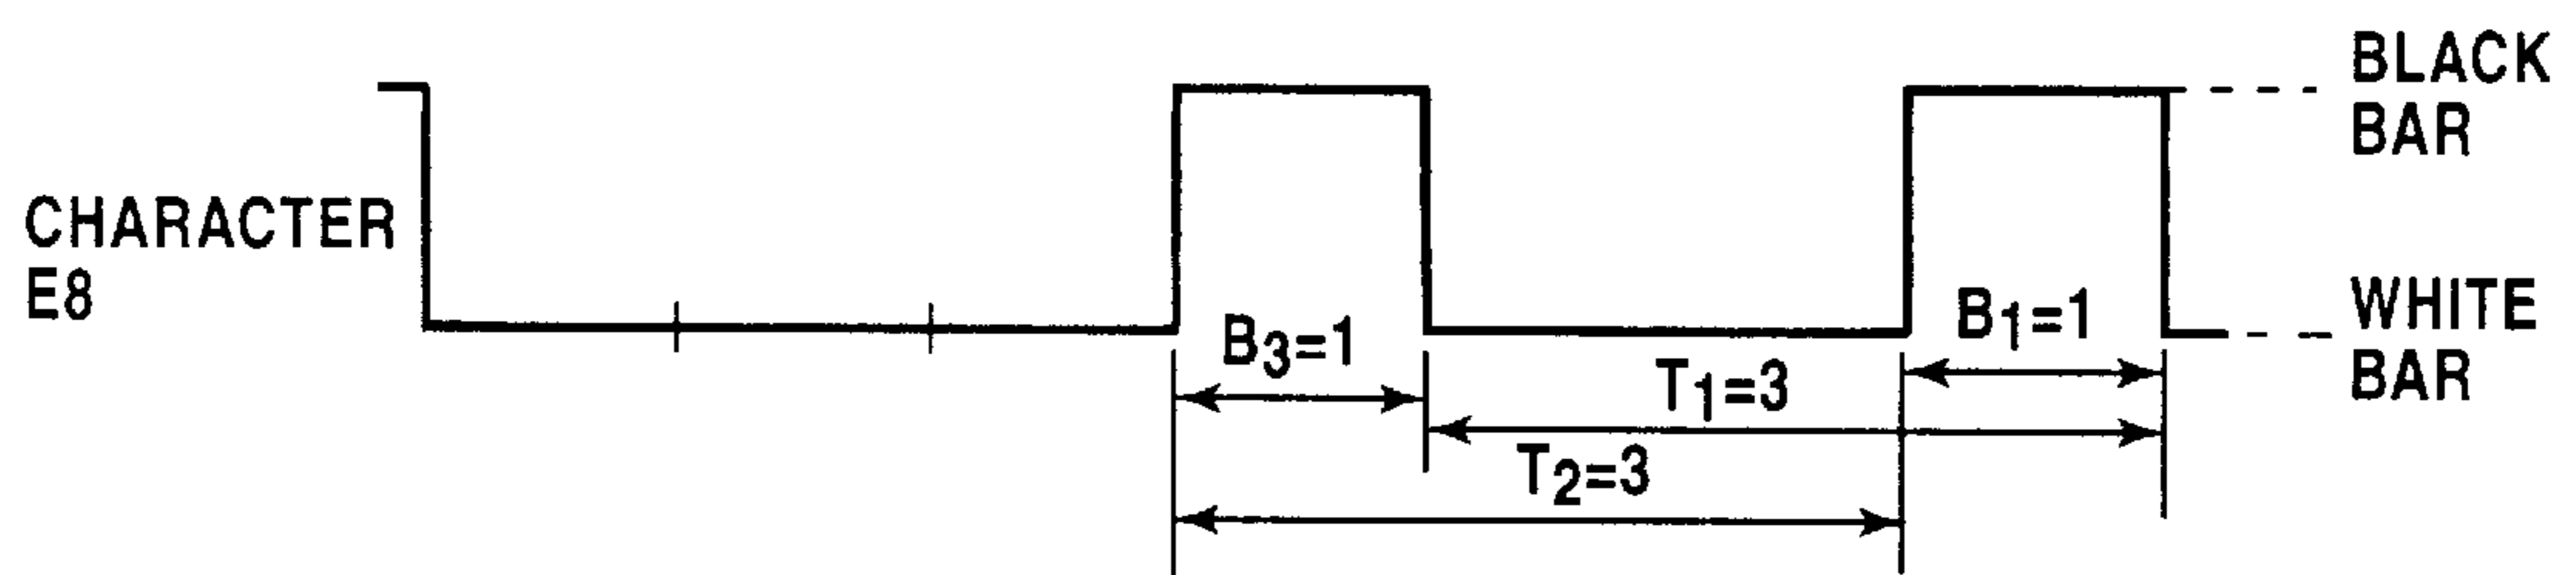 BLACK
BAR
CHARACTER
E8
WHITE
BAR
B₃=1
B₁=1
T₁=3
T₂=3